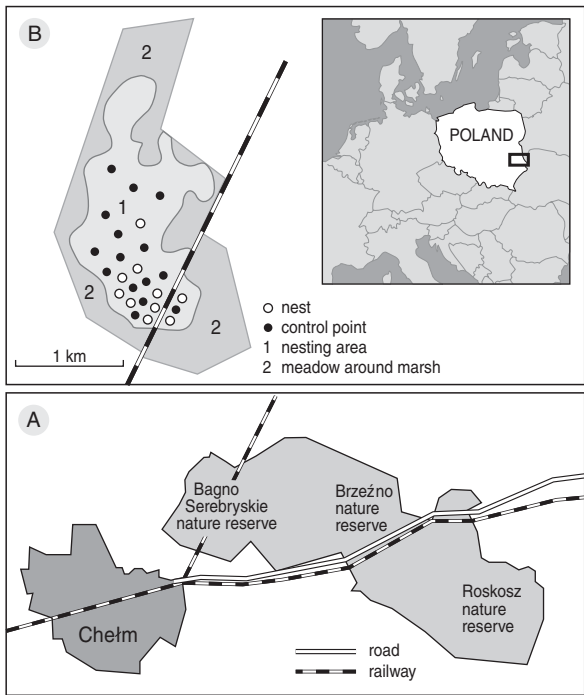 B
2
POLAND
1
2
2
nest
control point
1 nesting area
2 meadow around marsh
1 km
A
Bagno
Serebryskie
nature reserve
Brzeźno
nature
reserve
Roskosz
nature
reserve
Chełm
road
railway